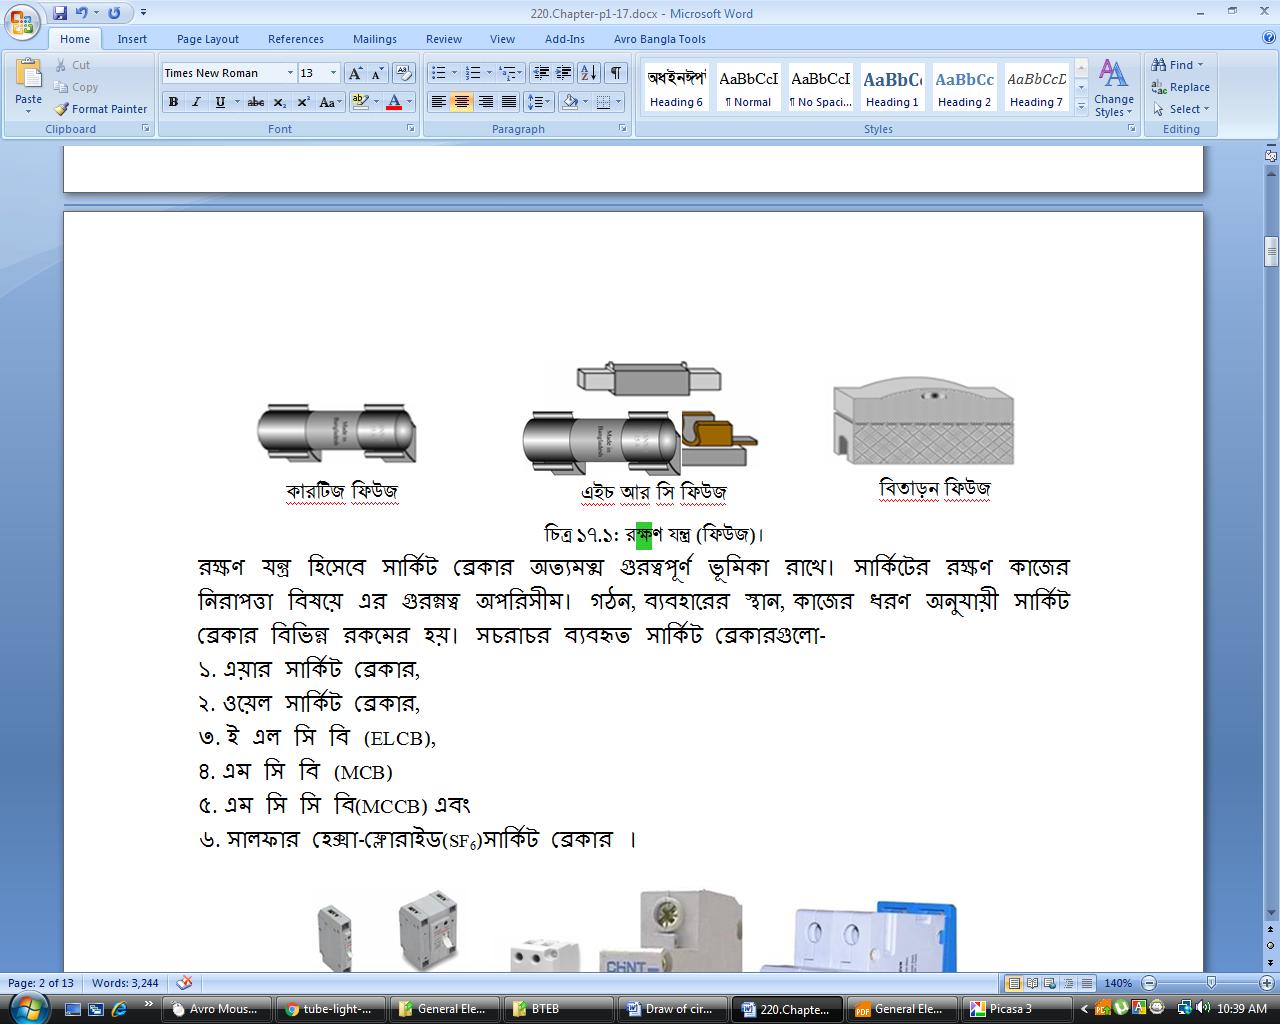 220.Chapter-p1-17.docx - Microsoft Word
Home Insert Page Layout References Mailings Review View Add-Ins Avro Bangla Tools
Cut
Copy
Format Painter
Paste
Clipboard
Times New Roman 13
Font
Paragraph
অধইনঈপ AaBbCcI AaBbCcI AaBbC AaBbCc AaBbCcD
Heading 6 ¶ Normal ¶ No Spaci... Heading 1 Heading 2 Heading 7
Change Styles
Styles
Find
Replace
Select
Editing
Made in Bangladesh
Made in Bangladesh
কারটিজ ফিউজ
এইচ আর সি ফিউজ
বিতাড়ন ফিউজ
চিত্র ১৭.১: রক্ষণ যন্ত্র (ফিউজ)।
রক্ষণ যন্ত্র হিসেবে সার্কিট ব্রেকার গুরত্বপূর্ণ ভূমিকা রাখে। সার্কিটের রক্ষণ কাজের
নিরাপত্তা বিষয়ে এর অপরিসীম। গঠন, ব্যবহারের স্থান, কাজের ধরণ অনুযায়ী সার্কিট
ব্রেকার বিভিন্ন রকমের হয়। সচরাচর ব্যবহৃত সার্কিট ব্রেকারগুলো-
১. এয়ার সার্কিট ব্রেকার,
২. ওয়েল সার্কিট ব্রেকার,
৩. ই এল সি বি (ELCB),
৪. এম সি বি (MCB)
৫. এম সি সি বি(MCCB) এবং
৬. সালফার হেক্সা-ফ্লোরাইড(SF6)সার্কিট ব্রেকার ।
CHNT
Page: 2 of 13 Words: 3,244 140%
Avro Mous... tube-light-... General Ele... BTEB Draw of cir... 220.Chapte... General Ele... Picasa 3 10:39 AM